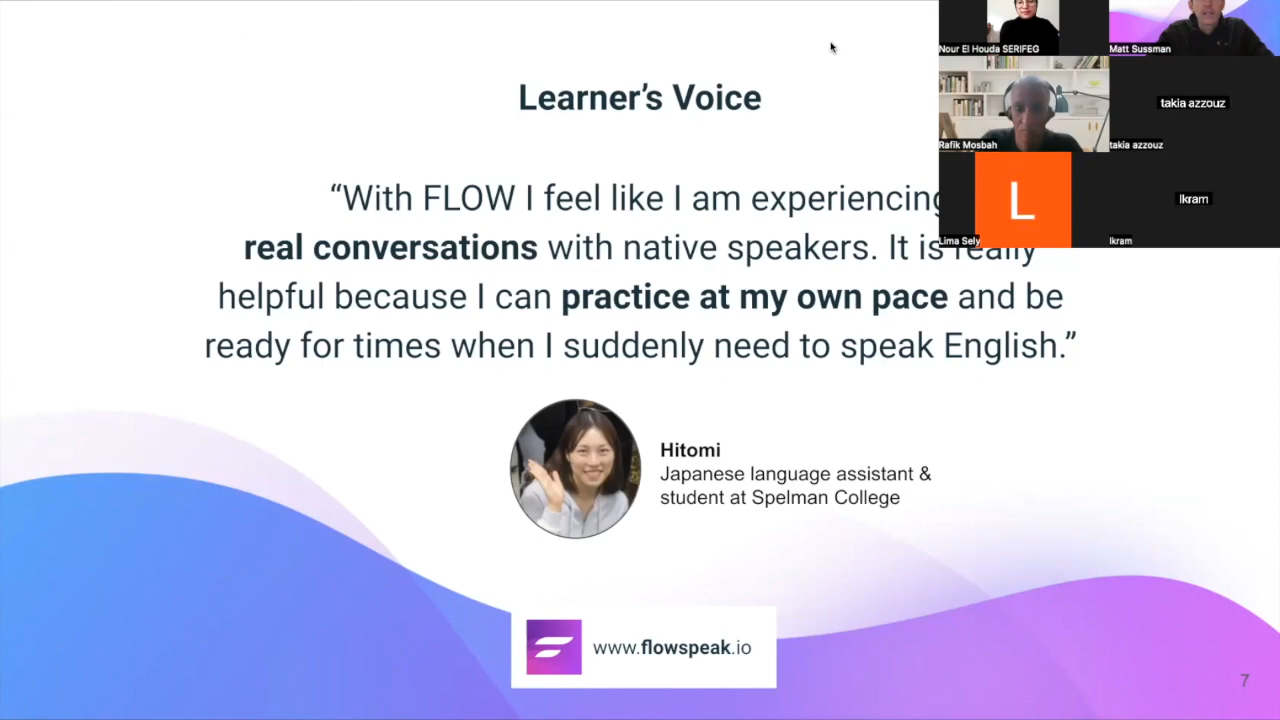 Nour El Houda SERIFEG
Matt Sussman
Learner’s Voice
takia azzouz
Rafik Mosbah
takia azzouz
“With FLOW I feel like I am experiencing
L
Ikram
Lima Sely
Ikram
real conversations with native speakers. It is really
helpful because I can practice at my own pace and be
ready for times when I suddenly need to speak English.”
Hitomi
Japanese language assistant &
student at Spelman College
www.flowspeak.io
7